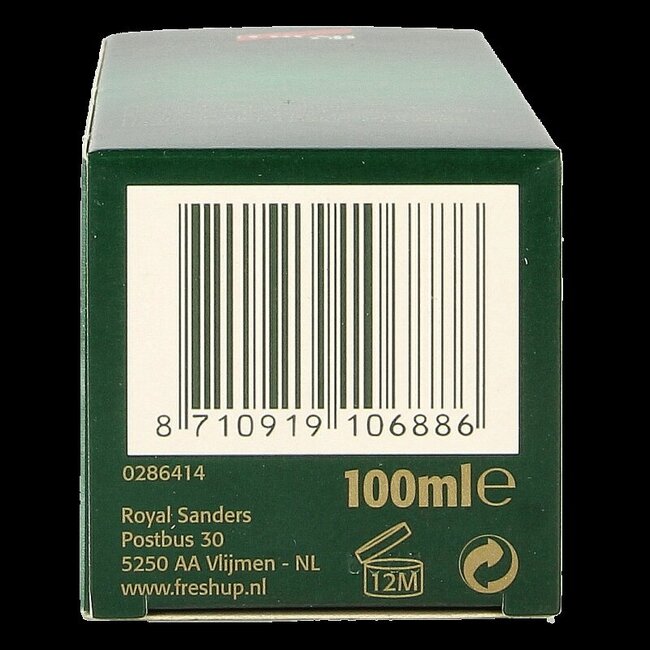 8 710919 106886
0286414
100ml e
Royal Sanders
Postbus 30
5250 AA Vlijmen - NL
www.freshup.nl
12M